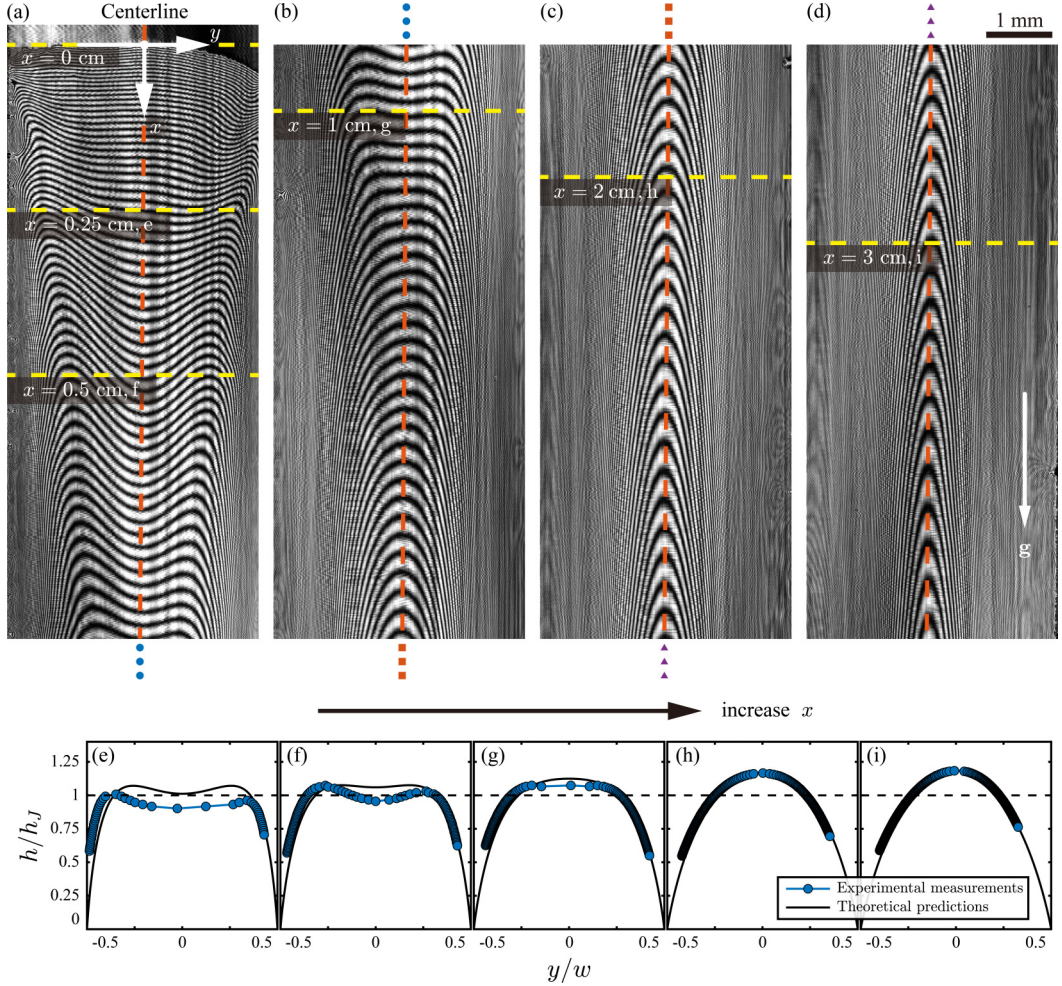 (a) Centerline (b) (c) (d) 1 mm
y
x = 0 cm
x
x = 1 cm, g
x = 2 cm, h
x = 0.25 cm, e
x = 3 cm, i
x = 0.5 cm, f
g
increase x
(e) (f) (g) (h) (i)
1.25
1
0.75
0.5
0.25
0
h/h_J
Experimental measurements
Theoretical predictions
-0.5 0 0.5 -0.5 0 0.5 -0.5 0 0.5 -0.5 0 0.5 -0.5 0 0.5
y/w